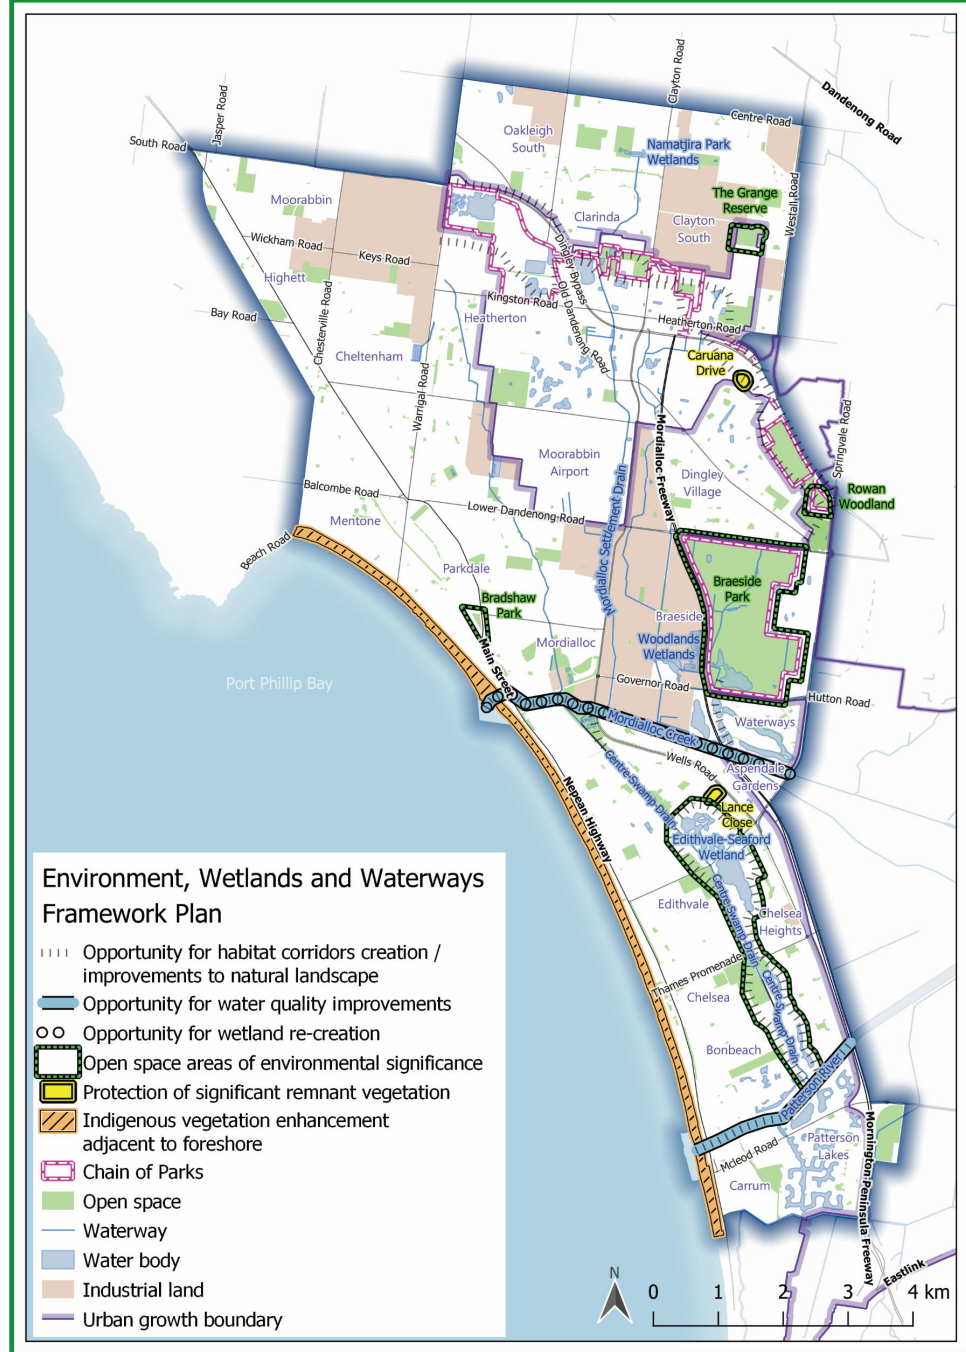 Dandenong Road
Clayton Road
Centre Road
Jasper Road
South Road
Oakleigh
South
Namatjira Park
Wetlands
The Grange
Reserve
Westall Road
Moorabbin
Clarinda
Clayton
South
Wickham Road
Keys Road
Dingley Bypass
Highett
Old Dandenong Road
Kingston Road
Heatherton
Heatherton Road
Bay Road
Chesterville Road
Cheltenham
Caruana
Drive
Warrigal Road
Mordialloc Freeway
Springvale Road
Moorabbin
Airport
Dingley
Village
Rowan
Woodland
Balcombe Road
Lower Dandenong Road
Mordialloc Settlement Drain
Mentone
Beach Road
Parkdale
Braeside
Park
Bradshaw
Park
Braeside
Mordialloc
Woodlands
Wetlands
Main Street
Port Phillip Bay
Governor Road
Hutton Road
Waterways
Mordialloc Creek
Wells Road
Aspendale
Gardens
Centre Swamp Drain
Nepean Highway
Lance
Close
Edithvale-Seaford
Wetland
Centre Swamp Drain
Edithvale
Chelsea
Heights
Thames Promenade
Chelsea
Centre Swamp Drain
Bonbeach
Patterson River
Mcleod Road
Patterson
Lakes
Carrum
Mornington Peninsula Freeway
Eastlink
Environment, Wetlands and Waterways
Framework Plan
Opportunity for habitat corridors creation /
improvements to natural landscape
Opportunity for water quality improvements
Opportunity for wetland re-creation
Open space areas of environmental significance
Protection of significant remnant vegetation
Indigenous vegetation enhancement
adjacent to foreshore
Chain of Parks
Open space
Waterway
Water body
Industrial land
Urban growth boundary
N
0 1 2 3 4 km